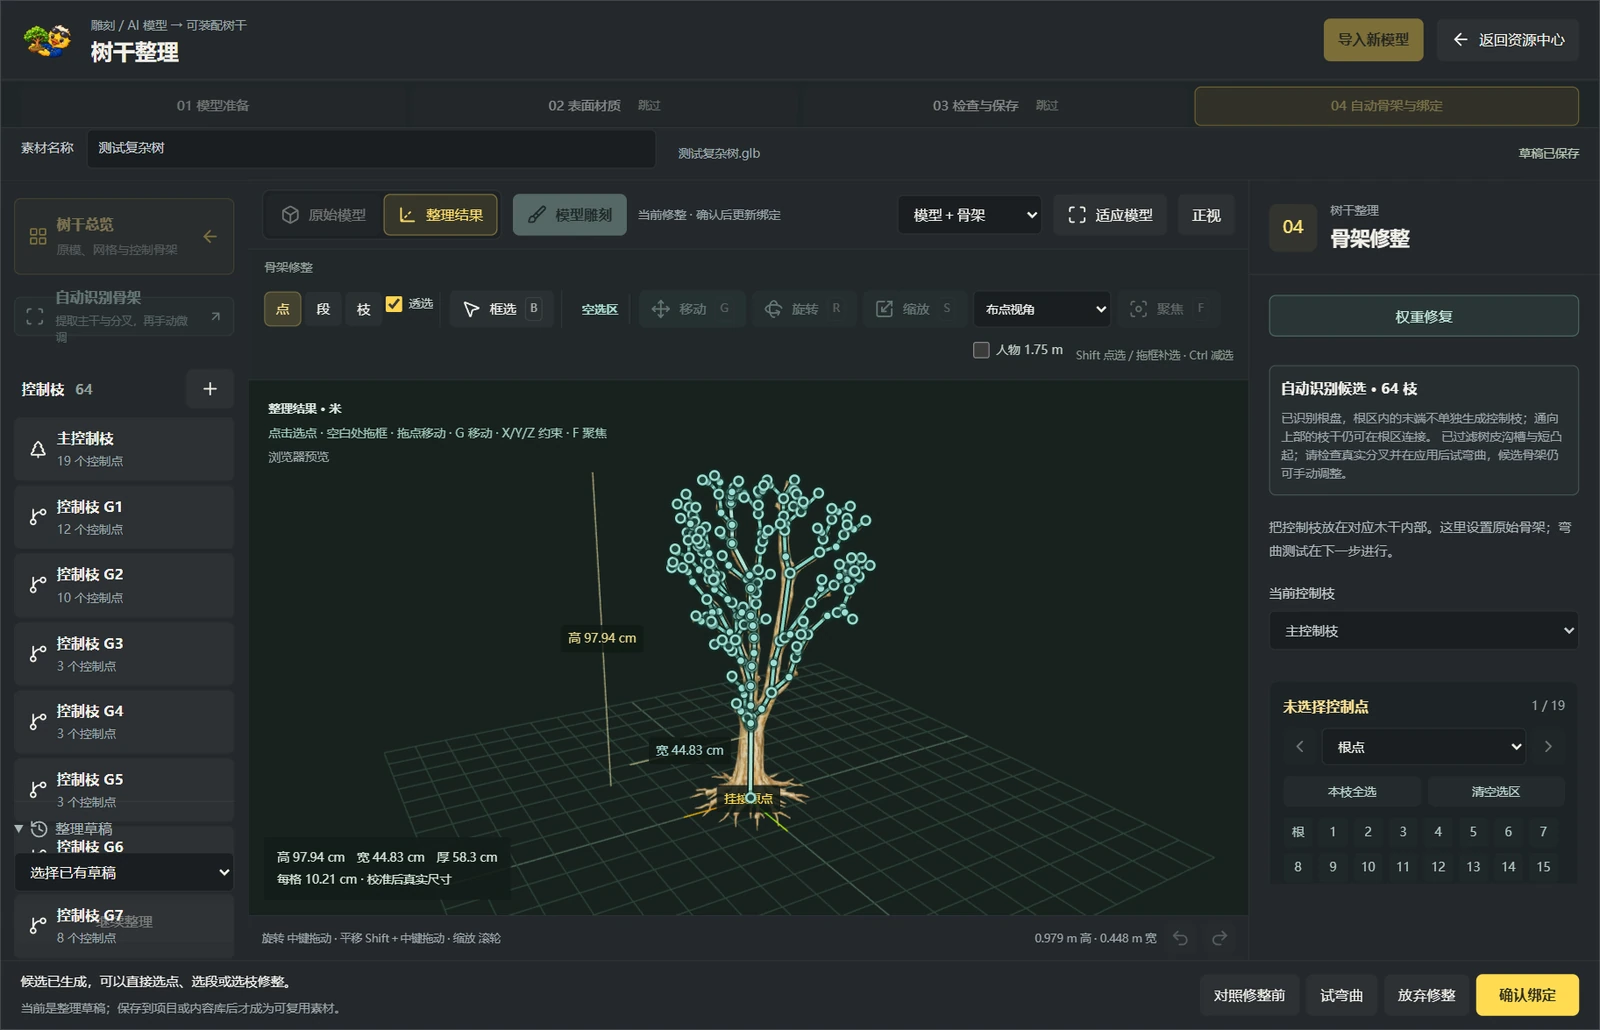 雕刻 / AI 模型 → 可装配树干
树干整理
导入新模型
返回资源中心
01 模型准备
02 表面材质 跳过
03 检查与保存 跳过
04 自动骨架与绑定
素材名称
测试复杂树
测试复杂树.glb
草稿已保存
树干总览
原模、网格与控制骨架
自动识别骨架
提取主干与分叉，再手动微调
控制枝 64
主控制枝
19 个控制点
控制枝 G1
12 个控制点
控制枝 G2
10 个控制点
控制枝 G3
3 个控制点
控制枝 G4
3 个控制点
控制枝 G5
3 个控制点
整理草稿
控制枝 G6
选择已有草稿
控制枝 G7
继续整理
8 个控制点
原始模型
整理结果
模型雕刻
当前修整 · 确认后更新绑定
模型 + 骨架
适应模型
正视
骨架修整
点
段
枝
透选
框选 B
空选区
移动 G
旋转 R
缩放 S
布点视角
聚焦 F
人物 1.75 m
Shift 点选 / 拖框补选 · Ctrl 减选
整理结果 • 米
点击选点 · 空白处拖框 · 拖点移动 · G 移动 · X/Y/Z 约束 · F 聚焦
浏览器预览
高 97.94 cm
宽 44.83 cm
高 97.94 cm 宽 44.83 cm 厚 58.3 cm
每格 10.21 cm · 校准后真实尺寸
旋转 中键拖动 · 平移 Shift + 中键拖动 · 缩放 滚轮
0.979 m 高 · 0.448 m 宽
04
树干整理
骨架修整
权重修复
自动识别候选 • 64 枝
已识别根盘，根区内的末端不单独生成控制枝；通向
上部的枝干仍可在根区连接。 已过滤树皮沟槽与短凸
起；请检查真实分叉并在应用后试弯曲，候选骨架仍
可手动调整。
把控制枝放在对应木干内部。这里设置原始骨架；弯
曲测试在下一步进行。
当前控制枝
主控制枝
未选择控制点
1 / 19
根点
本枝全选
清空选区
根 1 2 3 4 5 6 7
8 9 10 11 12 13 14 15
候选已生成，可以直接选点、选段或选枝修整。
当前是整理草稿；保存到项目或内容库后才成为可复用素材。
对照修整前
试弯曲
放弃修整
确认绑定